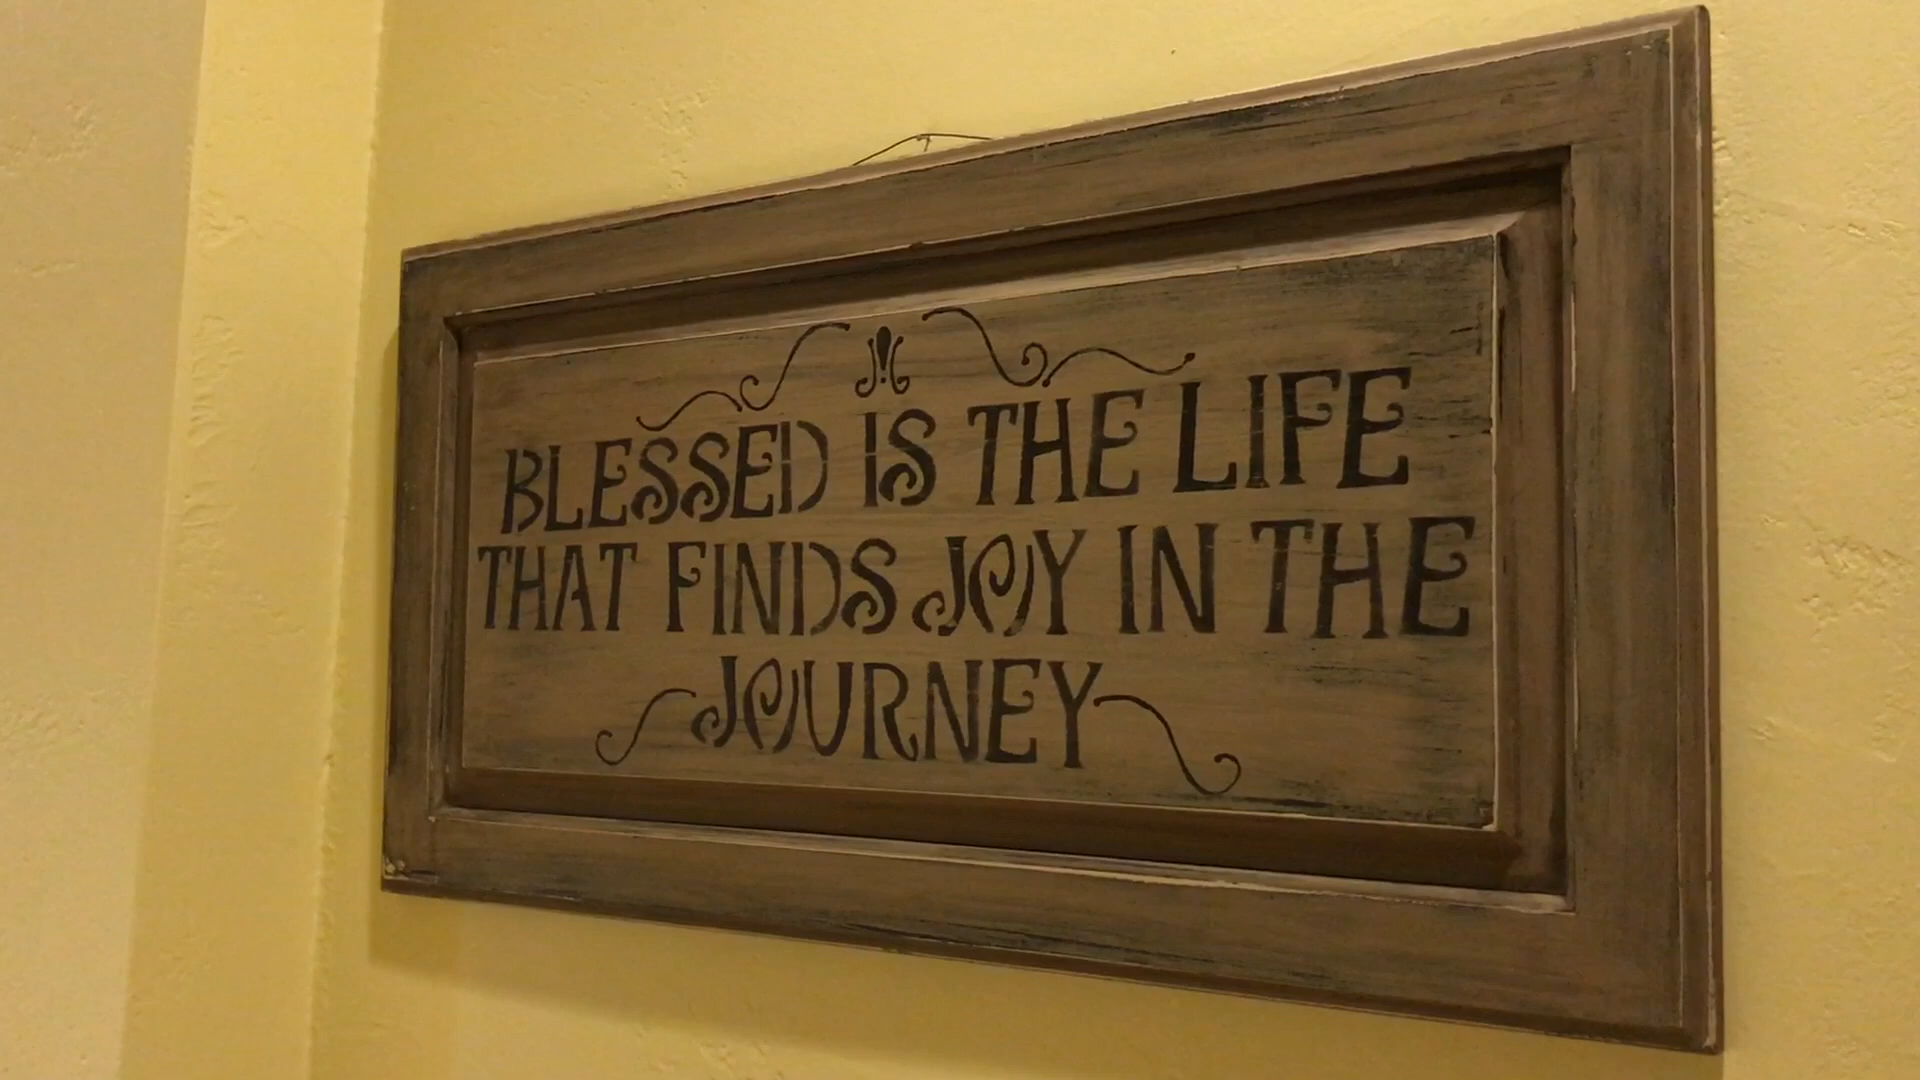 BLESSED IS THE LIFE
THAT FINDS JOY IN THE
JOURNEY